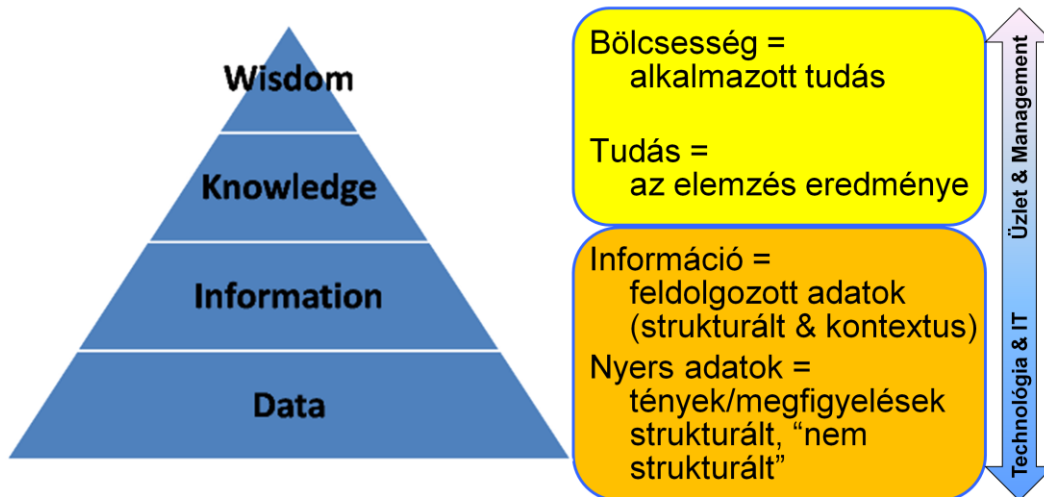 Wisdom
Knowledge
Information
Data
Bölcsesség =
alkalmazott tudás
Tudás =
az elemzés eredménye
Információ =
feldolgozott adatok
(strukturált & kontextus)
Nyers adatok =
tények/megfigyelések
strukturált, “nem
strukturált”
Üzlet & Management
Technológia & IT